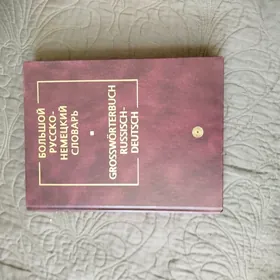 БОЛЬШОЙ
РУССКО-
НЕМЕЦКИЙ
СЛОВАРЬ
GROSSWÖRTERBUCH
RUSSISCH-
DEUTSCH